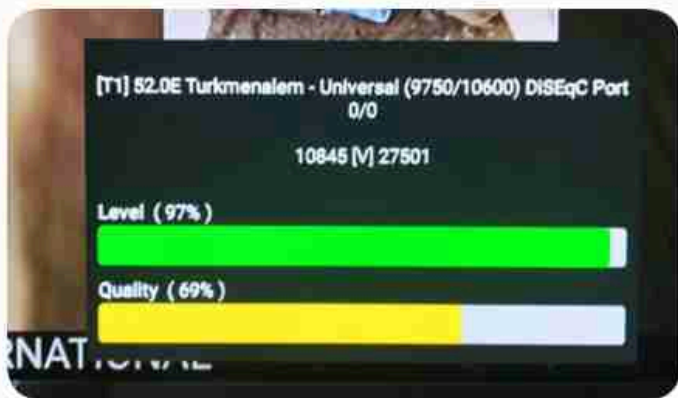 [T1] 52.0E Turkmenalem - Universal (9750/10600) DiSEqC Port
0/0
10845 [V] 27501
Level (97%)
Quality (69%)